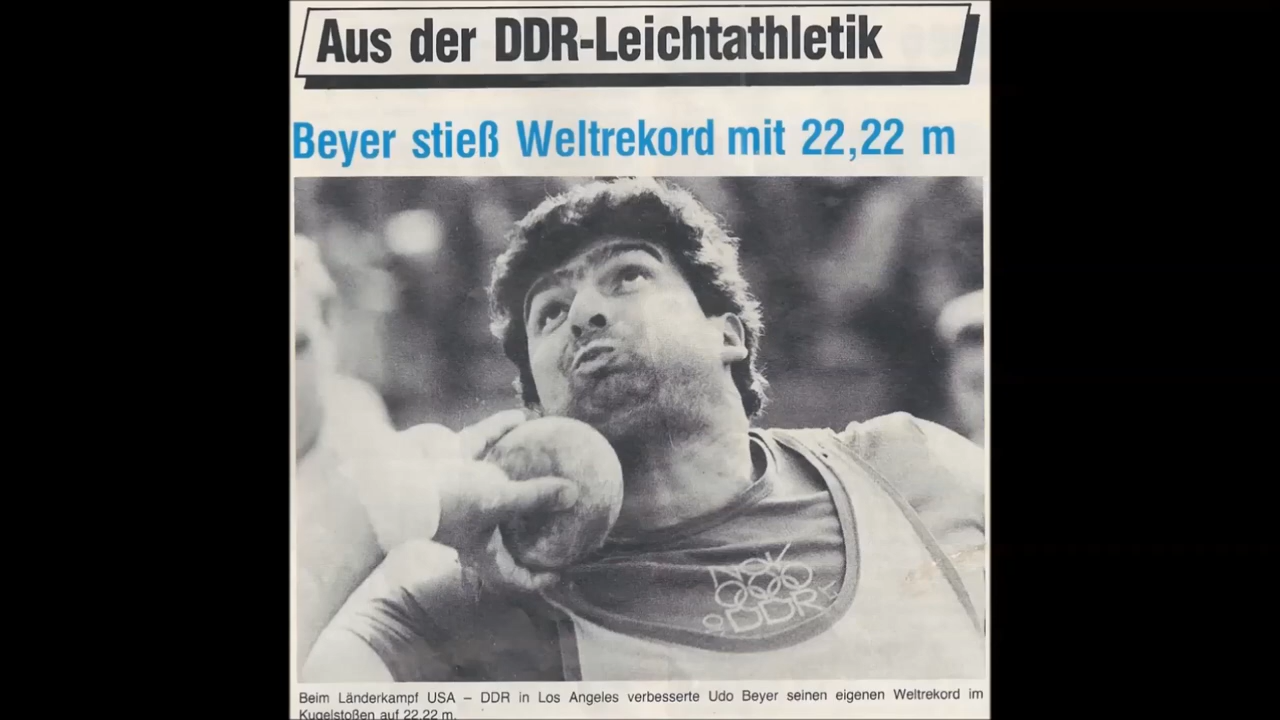 Aus der DDR-Leichtathletik
Beyer stieß Weltrekord mit 22,22 m
NOK
DDR
Beim Länderkampf USA – DDR in Los Angeles verbesserte Udo Beyer seinen eigenen Weltrekord im
Kugelstoßen auf 22,22 m.